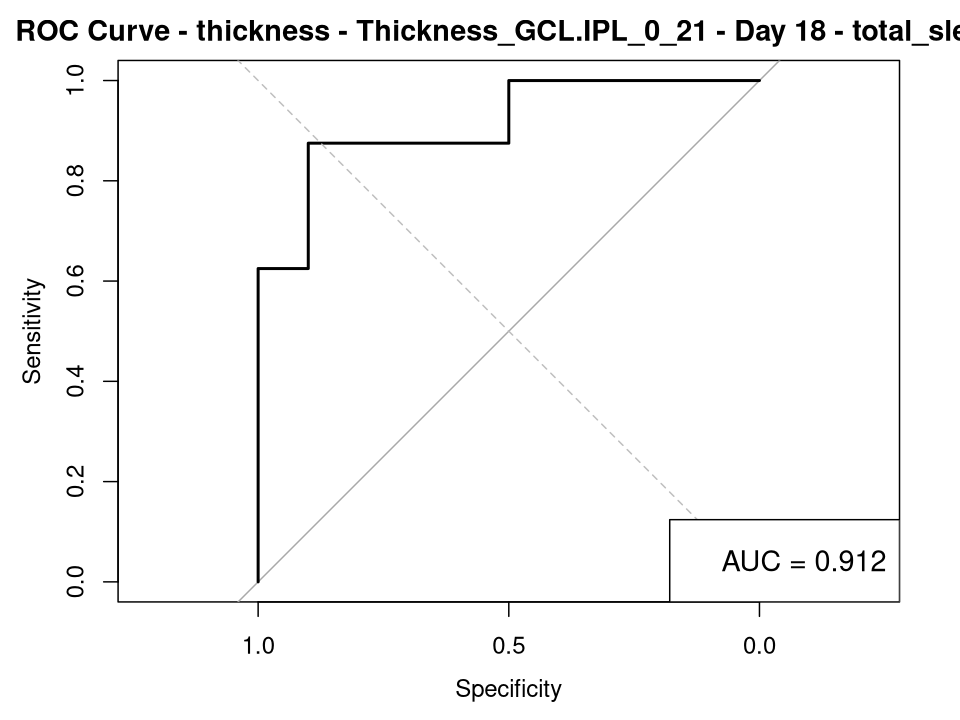 ROC Curve - thickness - Thickness_GCL.IPL_0_21 - Day 18 - total_sle
1.0
0.8
0.6
0.4
0.2
0.0
Sensitivity
AUC = 0.912
1.0 0.5 0.0
Specificity